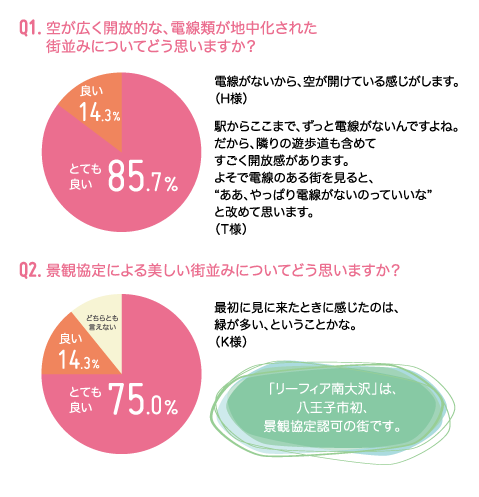 Q1. 空が広く開放的な、電線類が地中化された
街並みについてどう思いますか？
良い
14.3%
とても
良い 85.7%
電線がないから、空が開けている感じがします。
（H様）
駅からここまで、ずっと電線がないんですよね。
だから、隣りの遊歩道も含めて
すごく開放感があります。
よそで電線のある街を見ると、
“ああ、やっぱり電線がないのっていいな”
と改めて思います。
（T様）
Q2. 景観協定による美しい街並みについてどう思いますか？
どちらとも
言えない
良い
14.3%
とても
良い 75.0%
最初に見に来たときに感じたのは、
緑が多い、ということかな。
（K様）
「リーフィア南大沢」は、
八王子市初、
景観協定認可の街です。